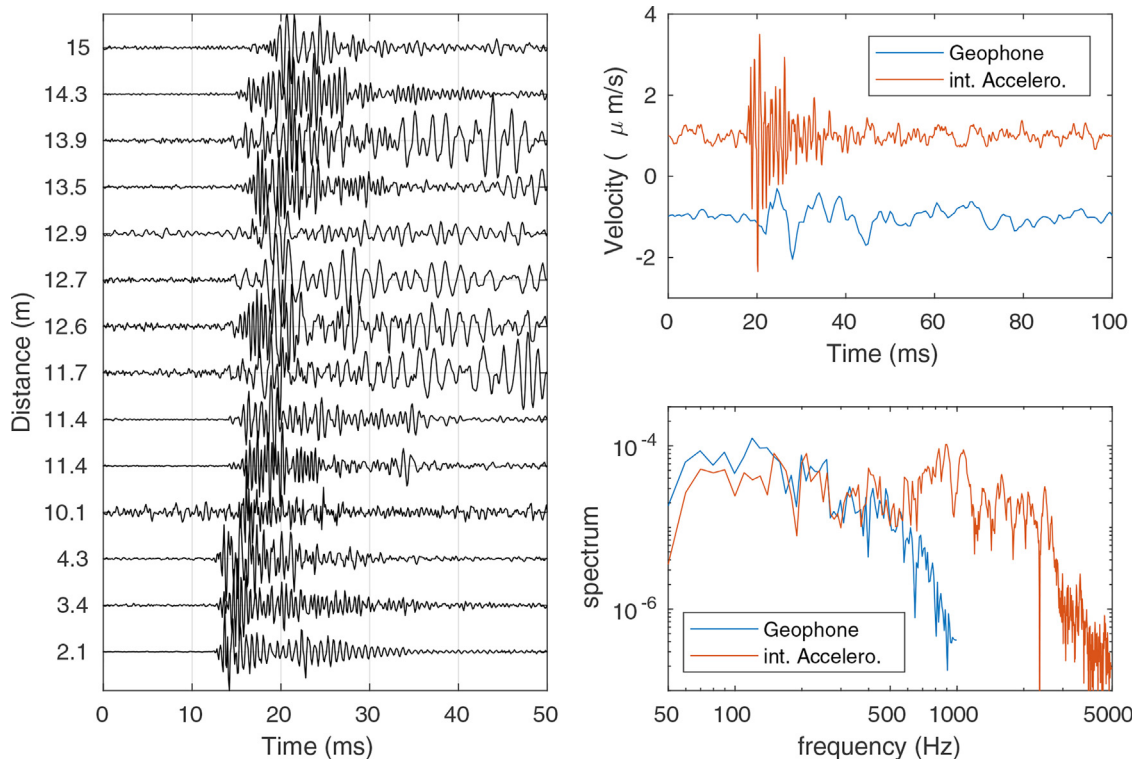 Distance (m)
15
14.3
13.9
13.5
12.9
12.7
12.6
11.7
11.4
11.4
10.1
4.3
3.4
2.1
0 10 20 30 40 50
Time (ms)
Velocity ( μ m/s)
4
2
0
-2
Geophone
int. Accelero.
0 20 40 60 80 100
Time (ms)
spectrum
10-4
10-6
Geophone
int. Accelero.
50 100 500 1000 5000
frequency (Hz)